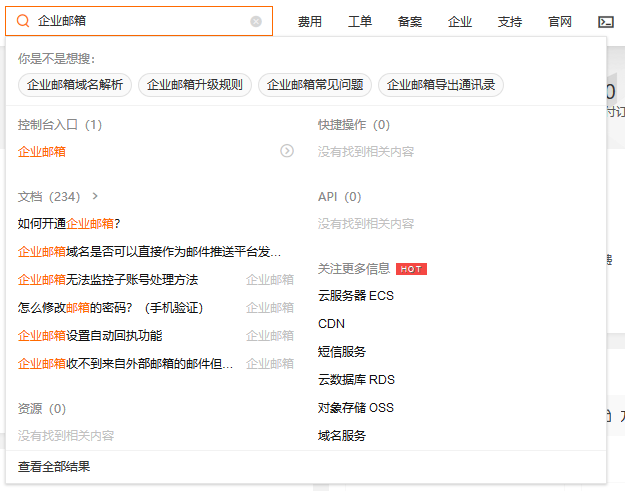 企业邮箱 费用 工单 备案 企业 支持 官网
你是不是想搜:
企业邮箱域名解析 企业邮箱升级规则 企业邮箱常见问题 企业邮箱导出通讯录
控制台入口（1）
企业邮箱
快捷操作（0）
没有找到相关内容
文档（234）
如何开通企业邮箱?
企业邮箱域名是否可以直接作为邮件推送平台发...
企业邮箱无法监控子账号处理方法 企业邮箱
怎么修改邮箱的密码？（手机验证） 企业邮箱
企业邮箱设置自动回执功能 企业邮箱
企业邮箱收不到来自外部邮箱的邮件但... 企业邮箱
API（0）
没有找到相关内容
关注更多信息 HOT
云服务器 ECS
CDN
短信服务
云数据库 RDS
对象存储 OSS
域名服务
资源（0）
没有找到相关内容
查看全部结果
0
付订